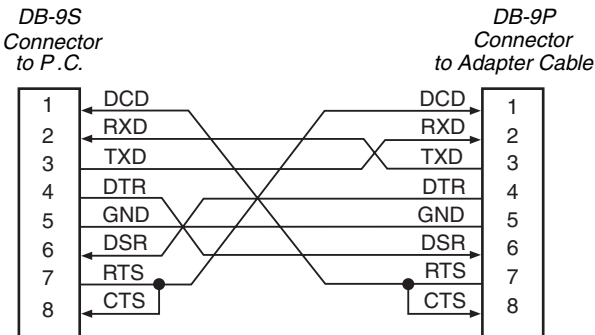 DB-9S
Connector
to P.C.
DB-9P
Connector
to Adapter Cable
1 DCD DCD 1
2 RXD RXD 2
3 TXD TXD 3
4 DTR DTR 4
5 GND GND 5
6 DSR DSR 6
7 RTS RTS 7
8 CTS CTS 8